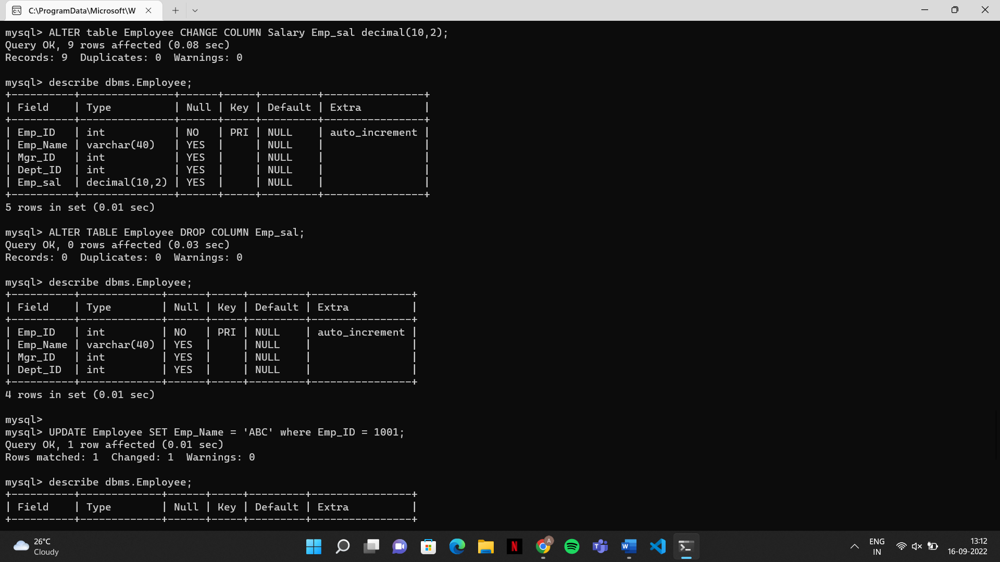 C:\ProgramData\Microsoft\W
mysql> ALTER table Employee CHANGE COLUMN Salary Emp_sal decimal(10,2);
Query OK, 9 rows affected (0.08 sec)
Records: 9  Duplicates: 0  Warnings: 0
mysql> describe dbms.Employee;
+----------+---------------+------+-----+---------+----------------+
| Field    | Type          | Null | Key | Default | Extra          |
+----------+---------------+------+-----+---------+----------------+
| Emp_ID   | int           | NO   | PRI | NULL    | auto_increment |
| Emp_Name | varchar(40)   | YES  |     | NULL    |                |
| Mgr_ID   | int           | YES  |     | NULL    |                |
| Dept_ID  | int           | YES  |     | NULL    |                |
| Emp_sal  | decimal(10,2) | YES  |     | NULL    |                |
+----------+---------------+------+-----+---------+----------------+
5 rows in set (0.01 sec)
mysql> ALTER TABLE Employee DROP COLUMN Emp_sal;
Query OK, 0 rows affected (0.03 sec)
Records: 0  Duplicates: 0  Warnings: 0
mysql> describe dbms.Employee;
+----------+-------------+------+-----+---------+----------------+
| Field    | Type        | Null | Key | Default | Extra          |
+----------+-------------+------+-----+---------+----------------+
| Emp_ID   | int         | NO   | PRI | NULL    | auto_increment |
| Emp_Name | varchar(40) | YES  |     | NULL    |                |
| Mgr_ID   | int         | YES  |     | NULL    |                |
| Dept_ID  | int         | YES  |     | NULL    |                |
+----------+-------------+------+-----+---------+----------------+
4 rows in set (0.01 sec)
mysql>
mysql> UPDATE Employee SET Emp_Name = 'ABC' where Emp_ID = 1001;
Query OK, 1 row affected (0.01 sec)
Rows matched: 1  Changed: 1  Warnings: 0
mysql> describe dbms.Employee;
+----------+-------------+------+-----+---------+----------------+
| Field    | Type        | Null | Key | Default | Extra          |
+----------+-------------+------+-----+---------+----------------+
26°C
Cloudy
ENG
IN
13:12
16-09-2022